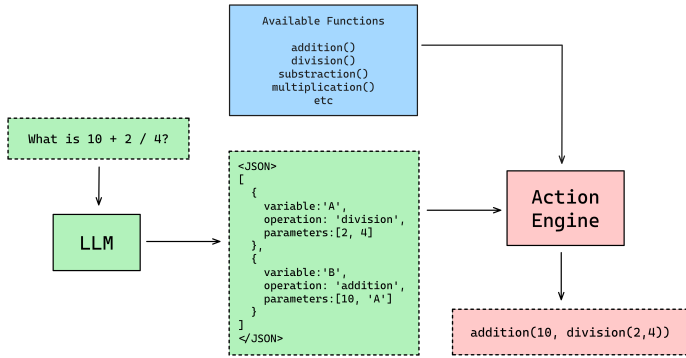 Available Functions
addition()
division()
substraction()
multiplication()
etc
What is 10 + 2 / 4?
LLM
<JSON>
[
  {
    variable:'A',
    operation: 'division',
    parameters:[2, 4]
  },
  {
    variable:'B',
    operation: 'addition',
    parameters:[10, 'A']
  }
]
</JSON>
Action
Engine
addition(10, division(2,4))